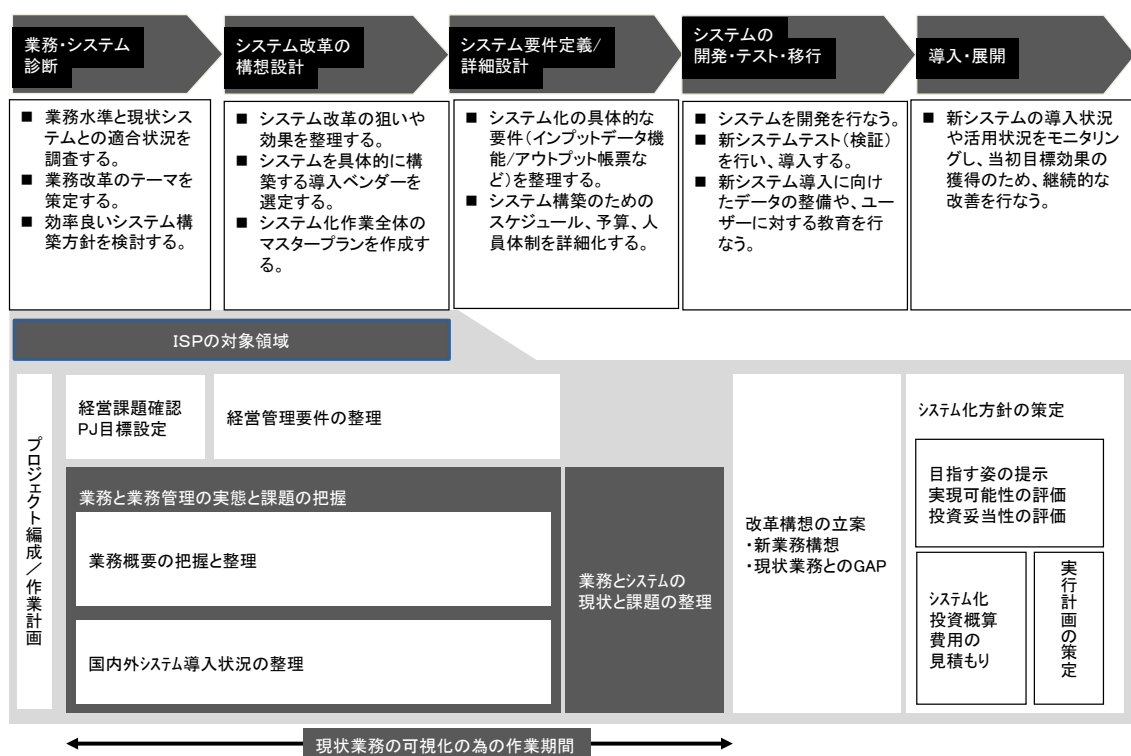 業務・システム
診断
システム改革の
構想設計
システム要件定義/
詳細設計
システムの
開発・テスト・移行
導入・展開
■ 業務水準と現状シス
テムとの適合状況を
調査する。
■ 業務改革のテーマを
策定する。
■ 効率良いシステム構
築方針を検討する。
■ システム改革の狙いや
効果を整理する。
■ システムを具体的に構
築する導入ベンダーを
選定する。
■ システム化作業全体の
マスタープランを作成す
る。
■ システム化の具体的な
要件(インプットデータ機
能/アウトプット帳票な
ど)を整理する。
■ システム構築のための
スケジュール、予算、人
員体制を詳細化する。
■ システムを開発を行なう。
■ 新システムテスト(検証)
を行い、導入する。
■ 新システム導入に向け
たデータの整備や、ユー
ザーに対する教育を行
なう。
■ 新システムの導入状況
や活用状況をモニタリン
グし、当初目標効果の
獲得のため、継続的な
改善を行なう。
ISPの対象領域
プロジェクト編成/作業計画
経営課題確認
PJ目標設定
経営管理要件の整理
業務と業務管理の実態と課題の把握
業務概要の把握と整理
国内外システム導入状況の整理
業務とシステムの
現状と課題の整理
改革構想の立案
・新業務構想
・現状業務とのGAP
システム化方針の策定
目指す姿の提示
実現可能性の評価
投資妥当性の評価
システム化
投資概算
費用の
見積もり
実行計画の策定
現状業務の可視化の為の作業期間